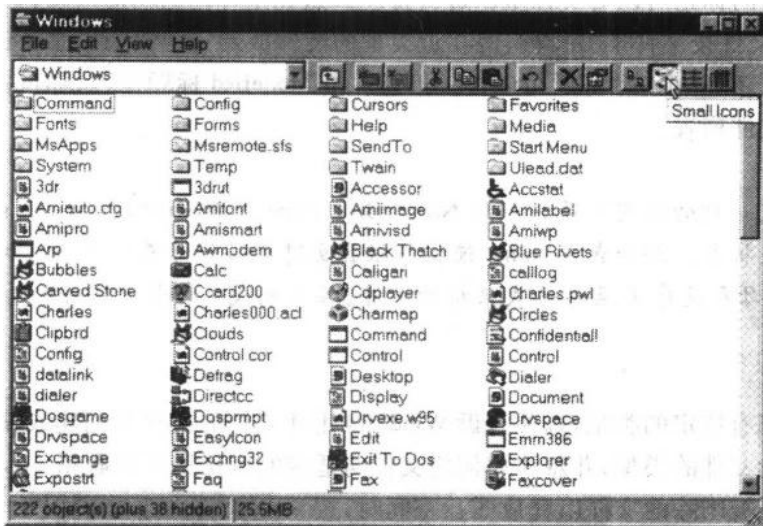 Windows
File Edit View Help
Windows
Small Icons
Command Config Cursors Favorites
Fonts Forms Help Media
MsApps Msremote.sfs SendTo Start Menu
System Temp Twain Ulead.dat
3dr 3drut Accessor Accstat
Amiauto.cfg Amifont Amiimage Amilabel
Amipro Amismart Amivisd Amiwp
Arp Awmodem Black Thatch Blue Rivets
Bubbles Calc Caligari calllog
Carved Stone Ccard200 Cdplayer Charles.pwl
Charles Charles000.acl Charmap Circles
Clipbrd Clouds Command Confidential!
Config Control.cor Control Control
datalink Defrag Desktop Dialer
dialer Directcc Display Document
Dosgame Dosprmpt Drvexe.w95 Drvspace
Drvspace EasyIcon Edit Emm386
Exchange Exchng32 Exit To Dos Explorer
Expostrt Faq Fax Faxcover
222 object(s) (plus 38 hidden) 25.5MB